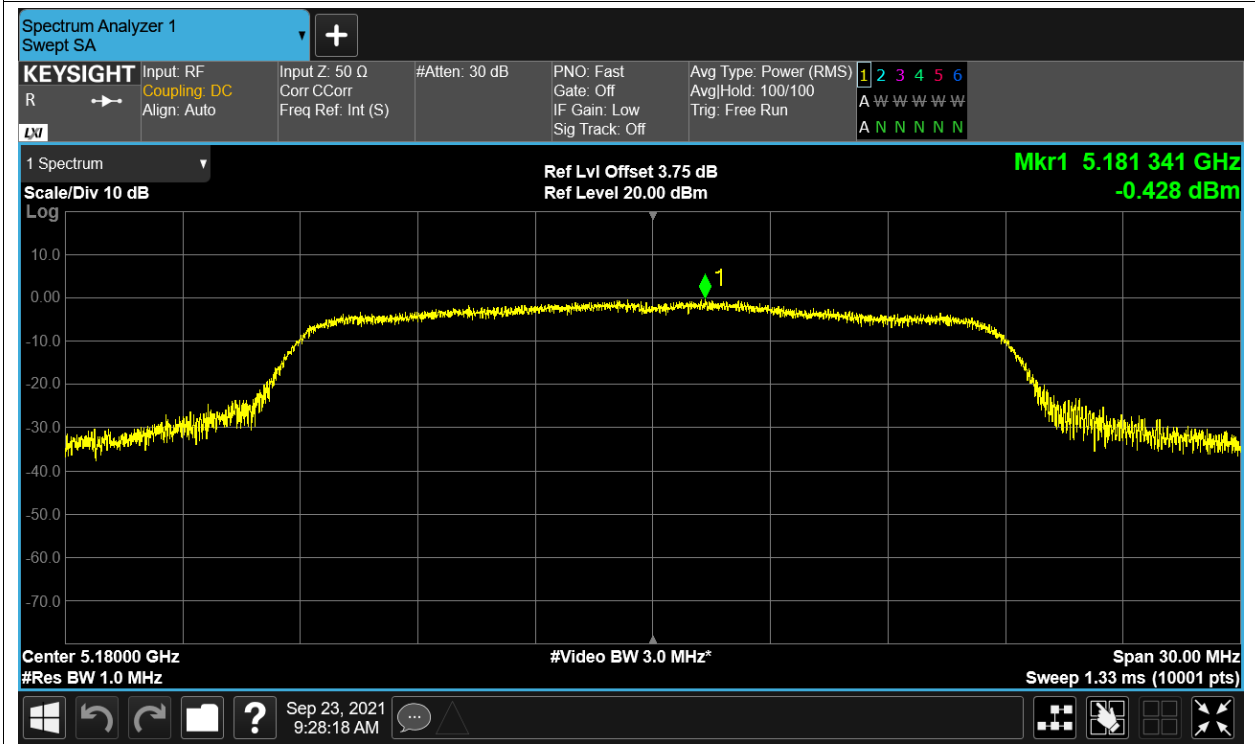 Spectrum Analyzer 1
Swept SA
+
KEYSIGHT
R
LXI
Input: RF
Coupling: DC
Align: Auto
Input Z: 50 Ω
Corr CCorr
Freq Ref: Int (S)
#Atten: 30 dB
PNO: Fast
Gate: Off
IF Gain: Low
Sig Track: Off
Avg Type: Power (RMS)
Avg|Hold: 100/100
Trig: Free Run
1 2 3 4 5 6
A W W W W W
A N N N N N
1 Spectrum
Scale/Div 10 dB
Log
Ref Lvl Offset 3.75 dB
Ref Level 20.00 dBm
Mkr1 5.181 341 GHz
-0.428 dBm
1
10.0
0.00
-10.0
-20.0
-30.0
-40.0
-50.0
-60.0
-70.0
Center 5.18000 GHz
#Res BW 1.0 MHz
#Video BW 3.0 MHz*
Span 30.00 MHz
Sweep 1.33 ms (10001 pts)
?
Sep 23, 2021
9:28:18 AM